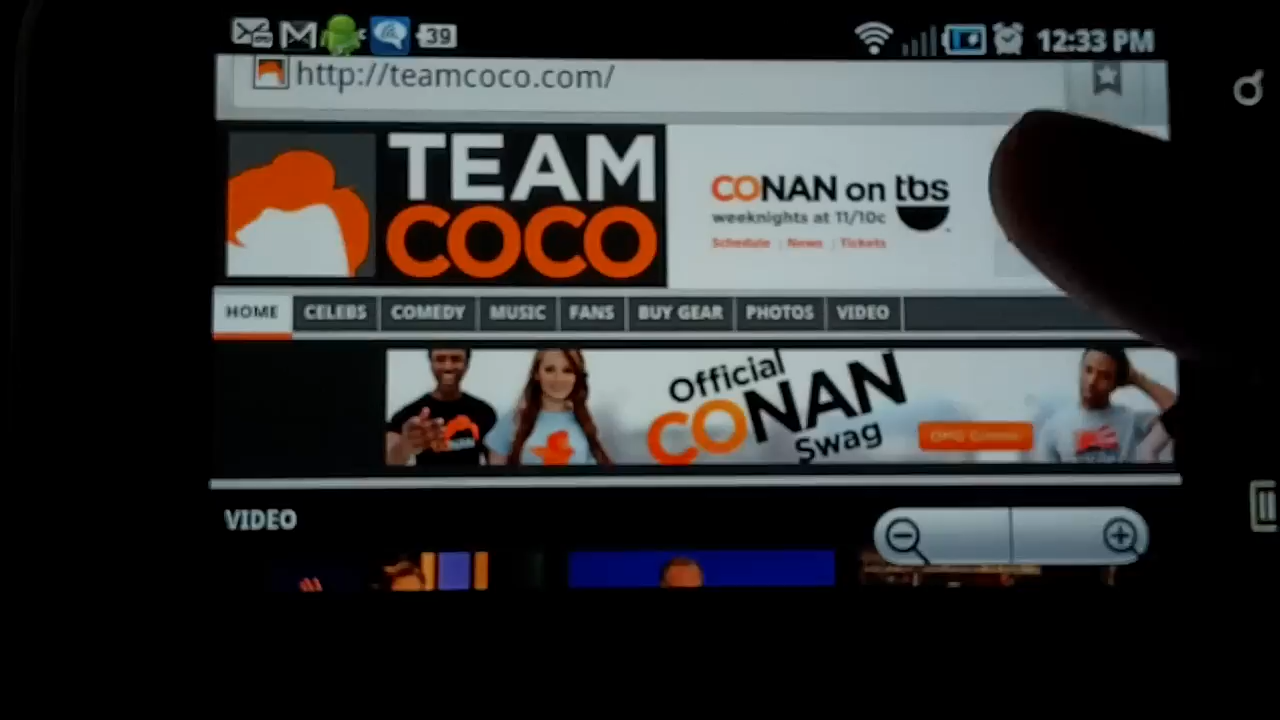 39
12:33 PM
http://teamcoco.com/
TEAM
COCO
CONAN on tbs
weeknights at 11/10c
Schedule | News | Tickets
HOME CELEBS COMEDY MUSIC FANS BUY GEAR PHOTOS VIDEO
Official
CONAN
Swag
VIDEO